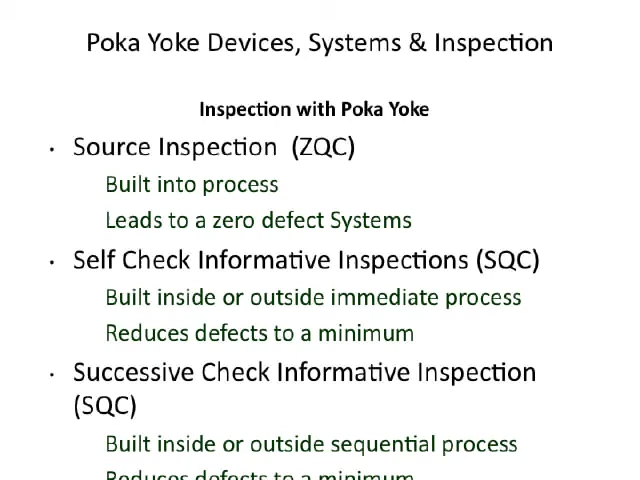 Poka Yoke Devices, Systems & Inspection
Inspection with Poka Yoke
• Source Inspection (ZQC)
Built into process
Leads to a zero defect Systems
• Self Check Informative Inspections (SQC)
Built inside or outside immediate process
Reduces defects to a minimum
• Successive Check Informative Inspection
(SQC)
Built inside or outside sequential process
Reduces defects to a minimum